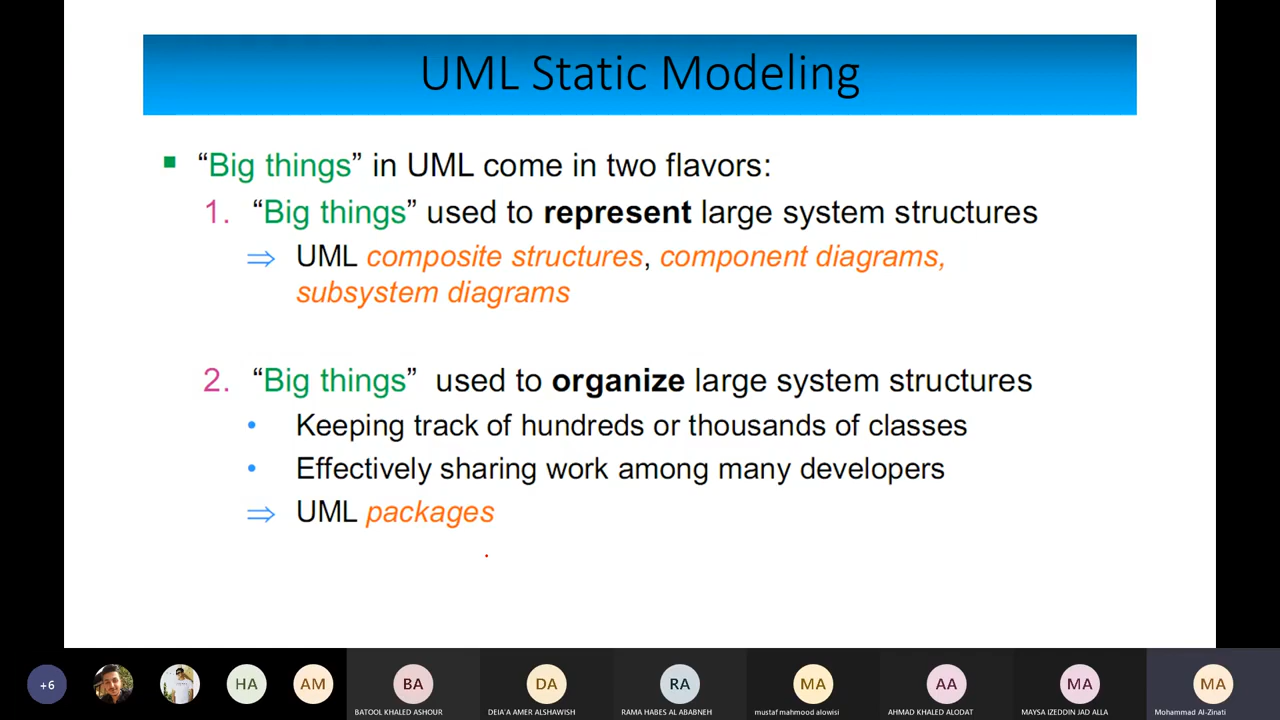 UML Static Modeling
“Big things” in UML come in two flavors:
1. “Big things” used to represent large system structures
⇒ UML composite structures, component diagrams,
subsystem diagrams
2. “Big things” used to organize large system structures
• Keeping track of hundreds or thousands of classes
• Effectively sharing work among many developers
⇒ UML packages
+6
HA
AM
BA
DA
RA
MA
AA
MA
MA
BATOOL KHALED ASHOUR
DEIA'A AMER ALSHAWISH
RAMA HABES AL ABABNEH
mustaf mahmood alowisi
AHMAD KHALED ALODAT
MAYSA IZEDDIN JAD ALLA
Mohammad Al-Zinati